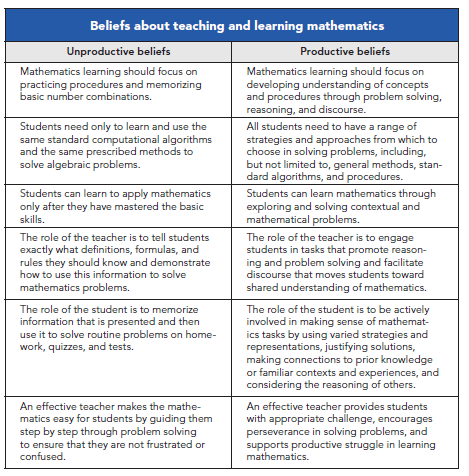 Beliefs about teaching and learning mathematics
Unproductive beliefs
Productive beliefs
Mathematics learning should focus on
practicing procedures and memorizing
basic number combinations.
Mathematics learning should focus on
developing understanding of concepts
and procedures through problem solving,
reasoning, and discourse.
Students need only to learn and use the
same standard computational algorithms
and the same prescribed methods to
solve algebraic problems.
All students need to have a range of
strategies and approaches from which to
choose in solving problems, including,
but not limited to, general methods, stan-
dard algorithms, and procedures.
Students can learn to apply mathematics
only after they have mastered the basic
skills.
Students can learn mathematics through
exploring and solving contextual and
mathematical problems.
The role of the teacher is to tell students
exactly what definitions, formulas, and
rules they should know and demonstrate
how to use this information to solve
mathematics problems.
The role of the teacher is to engage
students in tasks that promote reason-
ing and problem solving and facilitate
discourse that moves students toward
shared understanding of mathematics.
The role of the student is to memorize
information that is presented and then
use it to solve routine problems on home-
work, quizzes, and tests.
The role of the student is to be actively
involved in making sense of mathemat-
ics tasks by using varied strategies and
representations, justifying solutions,
making connections to prior knowledge
or familiar contexts and experiences, and
considering the reasoning of others.
An effective teacher makes the mathe-
matics easy for students by guiding them
step by step through problem solving
to ensure that they are not frustrated or
confused.
An effective teacher provides students
with appropriate challenge, encourages
perseverance in solving problems, and
supports productive struggle in learning
mathematics.